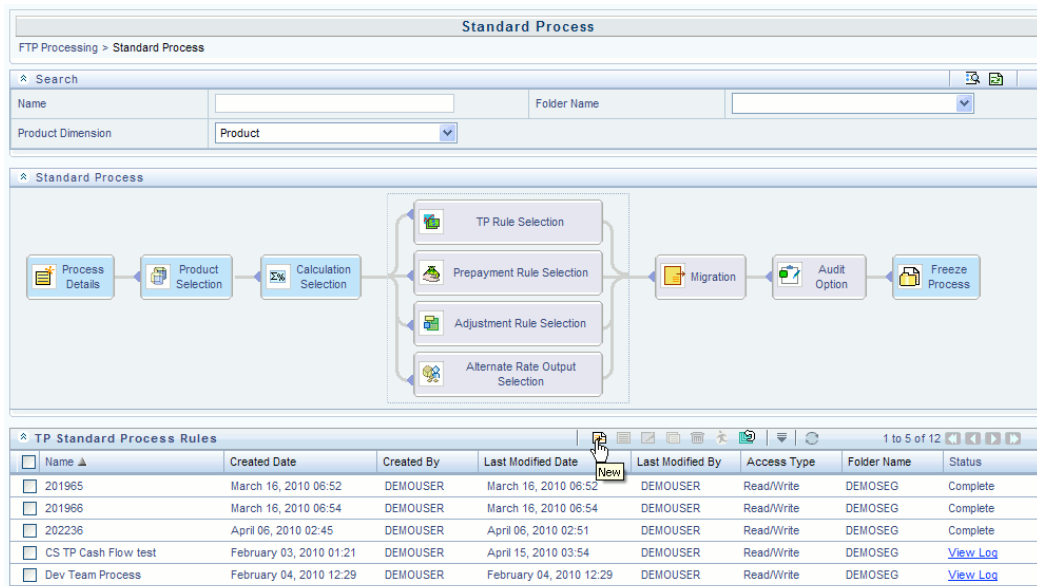 Standard Process
FTP Processing > Standard Process
Search
Name
Folder Name
Product Dimension
Product
Standard Process
Process Details
Product Selection
Calculation Selection
TP Rule Selection
Prepayment Rule Selection
Adjustment Rule Selection
Alternate Rate Output Selection
Migration
Audit Option
Freeze Process
TP Standard Process Rules
1 to 5 of 12
New
Name Created Date Created By Last Modified Date Last Modified By Access Type Folder Name Status
201965 March 16, 2010 06:52 DEMOUSER March 16, 2010 06:52 DEMOUSER Read/Write DEMOSEG Complete
201966 March 16, 2010 06:54 DEMOUSER March 16, 2010 06:54 DEMOUSER Read/Write DEMOSEG Complete
202236 April 06, 2010 02:45 DEMOUSER April 06, 2010 02:51 DEMOUSER Read/Write DEMOSEG Complete
CS TP Cash Flow test February 03, 2010 01:21 DEMOUSER April 15, 2010 03:54 DEMOUSER Read/Write DEMOSEG View Log
Dev Team Process February 04, 2010 12:29 DEMOUSER February 04, 2010 12:29 DEMOUSER Read/Write DEMOSEG View Log